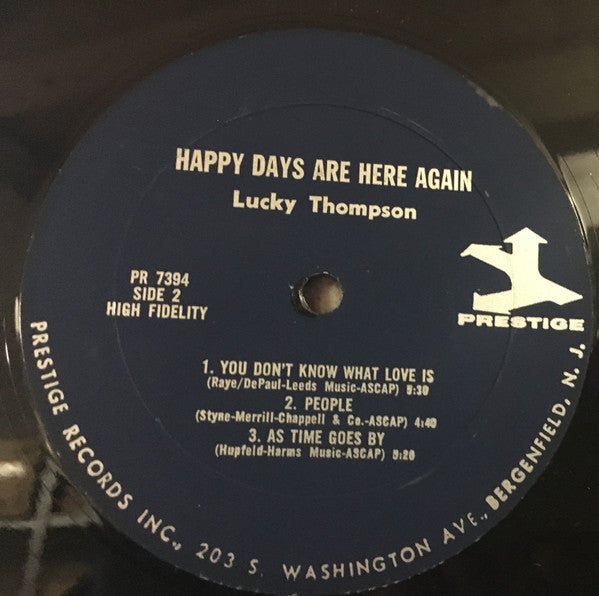 HAPPY DAYS ARE HERE AGAIN
Lucky Thompson
PR 7394
SIDE 2
HIGH FIDELITY
PRESTIGE
1. YOU DON'T KNOW WHAT LOVE IS
(Raye/DePaul-Leeds Music-ASCAP) 5:30
2. PEOPLE
(Styne-Merrill-Chappell & Co.-ASCAP) 4:40
3. AS TIME GOES BY
(Hupfeld-Harms Music-ASCAP) 5:20
PRESTIGE RECORDS INC., 203 S. WASHINGTON AVE., BERGENFIELD, N. J.